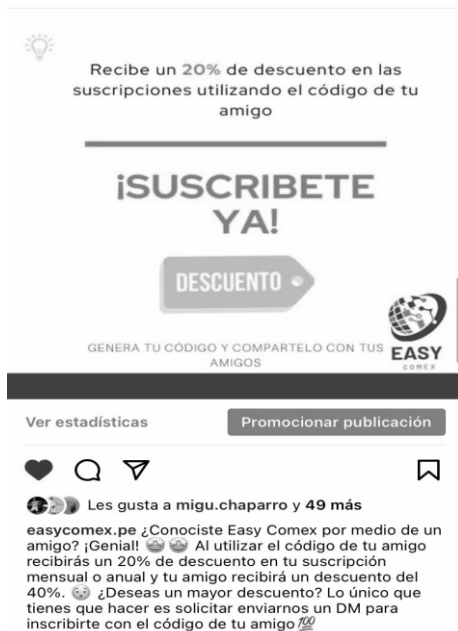 Recibe un 20% de descuento en las
suscripciones utilizando el código de tu
amigo
¡SUSCRIBETE
YA!
DESCUENTO
GENERA TU CÓDIGO Y COMPARTELO CON TUS
AMIGOS
EASY
COMEX
Ver estadísticas
Promocionar publicación
Les gusta a migu.chaparro y 49 más
easycomex.pe ¿Conociste Easy Comex por medio de un
amigo? ¡Genial! 🤩🤩 Al utilizar el código de tu amigo
recibirás un 20% de descuento en tu suscripción
mensual o anual y tu amigo recibirá un descuento del
40%. 😳 ¿Deseas un mayor descuento? Lo único que
tienes que hacer es solicitar enviarnos un DM para
inscribirte con el código de tu amigo 💯